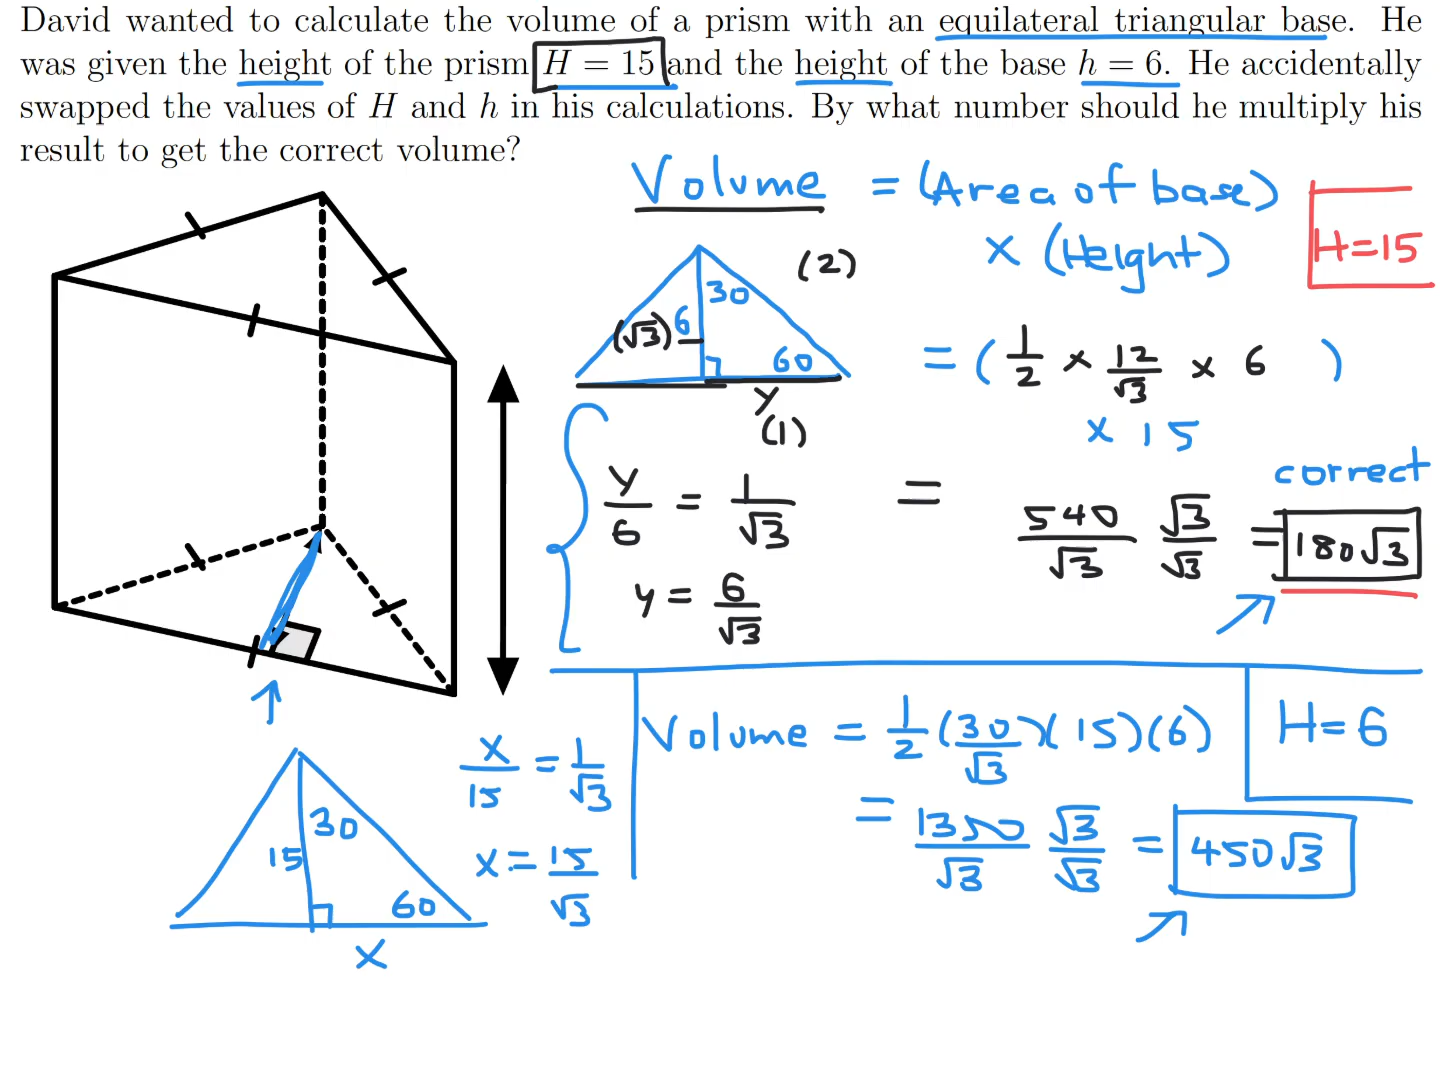 David wanted to calculate the volume of a prism with an equilateral triangular base. He
was given the height of the prism H = 15 and the height of the base h = 6. He accidentally
swapped the values of H and h in his calculations. By what number should he multiply his
result to get the correct volume?
Volume = (Area of base)
× (Height)
H=15
(2)
30
(√3) 6
60
y
(1)
= ( 1/2 × 12/√3 × 6 )
× 15
y/6 = 1/√3
y = 6/√3
= 540/√3 √3/√3 = 180√3
correct
Volume = 1/2 (30/√3)(15)(6)
H=6
= 1350/√3 √3/√3 = 450√3
x/15 = 1/√3
x = 15/√3
30
15
60
x